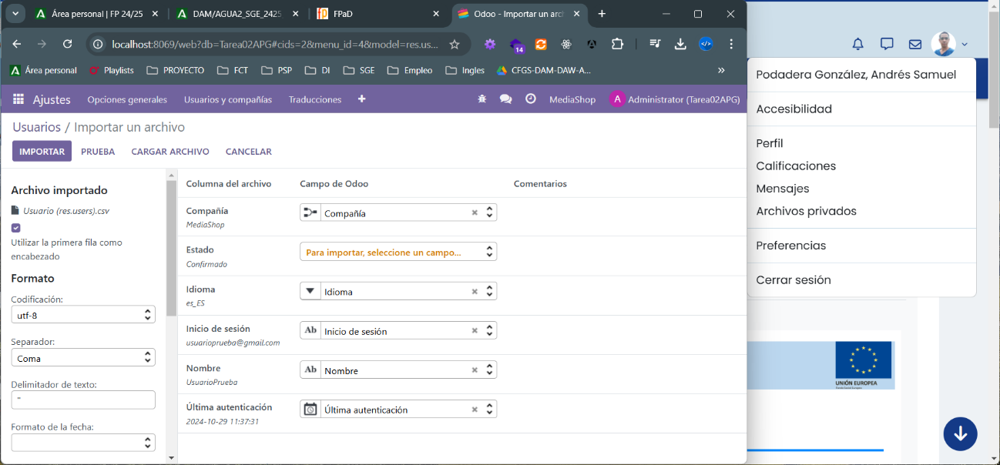 Área personal | FP 24/25
DAM/AGUA2_SGE_2425
FPaD
Odoo - Importar un arch
localhost:8069/web?db=Tarea02APG#cids=2&menu_id=4&model=res.us...
14
Área personal
Playlists
PROYECTO
FCT
PSP
DI
SGE
Empleo
Ingles
CFGS-DAM-DAW-A...
»
Ajustes
Opciones generales
Usuarios y compañías
Traducciones
MediaShop
A
Administrator (Tarea02APG)
Usuarios / Importar un archivo
IMPORTAR
PRUEBA
CARGAR ARCHIVO
CANCELAR
Archivo importado
Usuario (res.users).csv
Utilizar la primera fila como
encabezado
Formato
Codificación:
utf-8
Separador:
Coma
Delimitador de texto:
"
Formato de la fecha:
Columna del archivo
Campo de Odoo
Comentarios
Compañía
MediaShop
Compañía
Estado
Confirmado
Para importar, seleccione un campo...
Idioma
es_ES
Idioma
Inicio de sesión
usuarioprueba@gmail.com
Ab
Inicio de sesión
Nombre
UsuarioPrueba
Ab
Nombre
Última autenticación
2024-10-29 11:37:31
Última autenticación
Podadera González, Andrés Samuel
Accesibilidad
Perfil
Calificaciones
Mensajes
Archivos privados
Preferencias
Cerrar sesión
UNIÓN EUROPEA